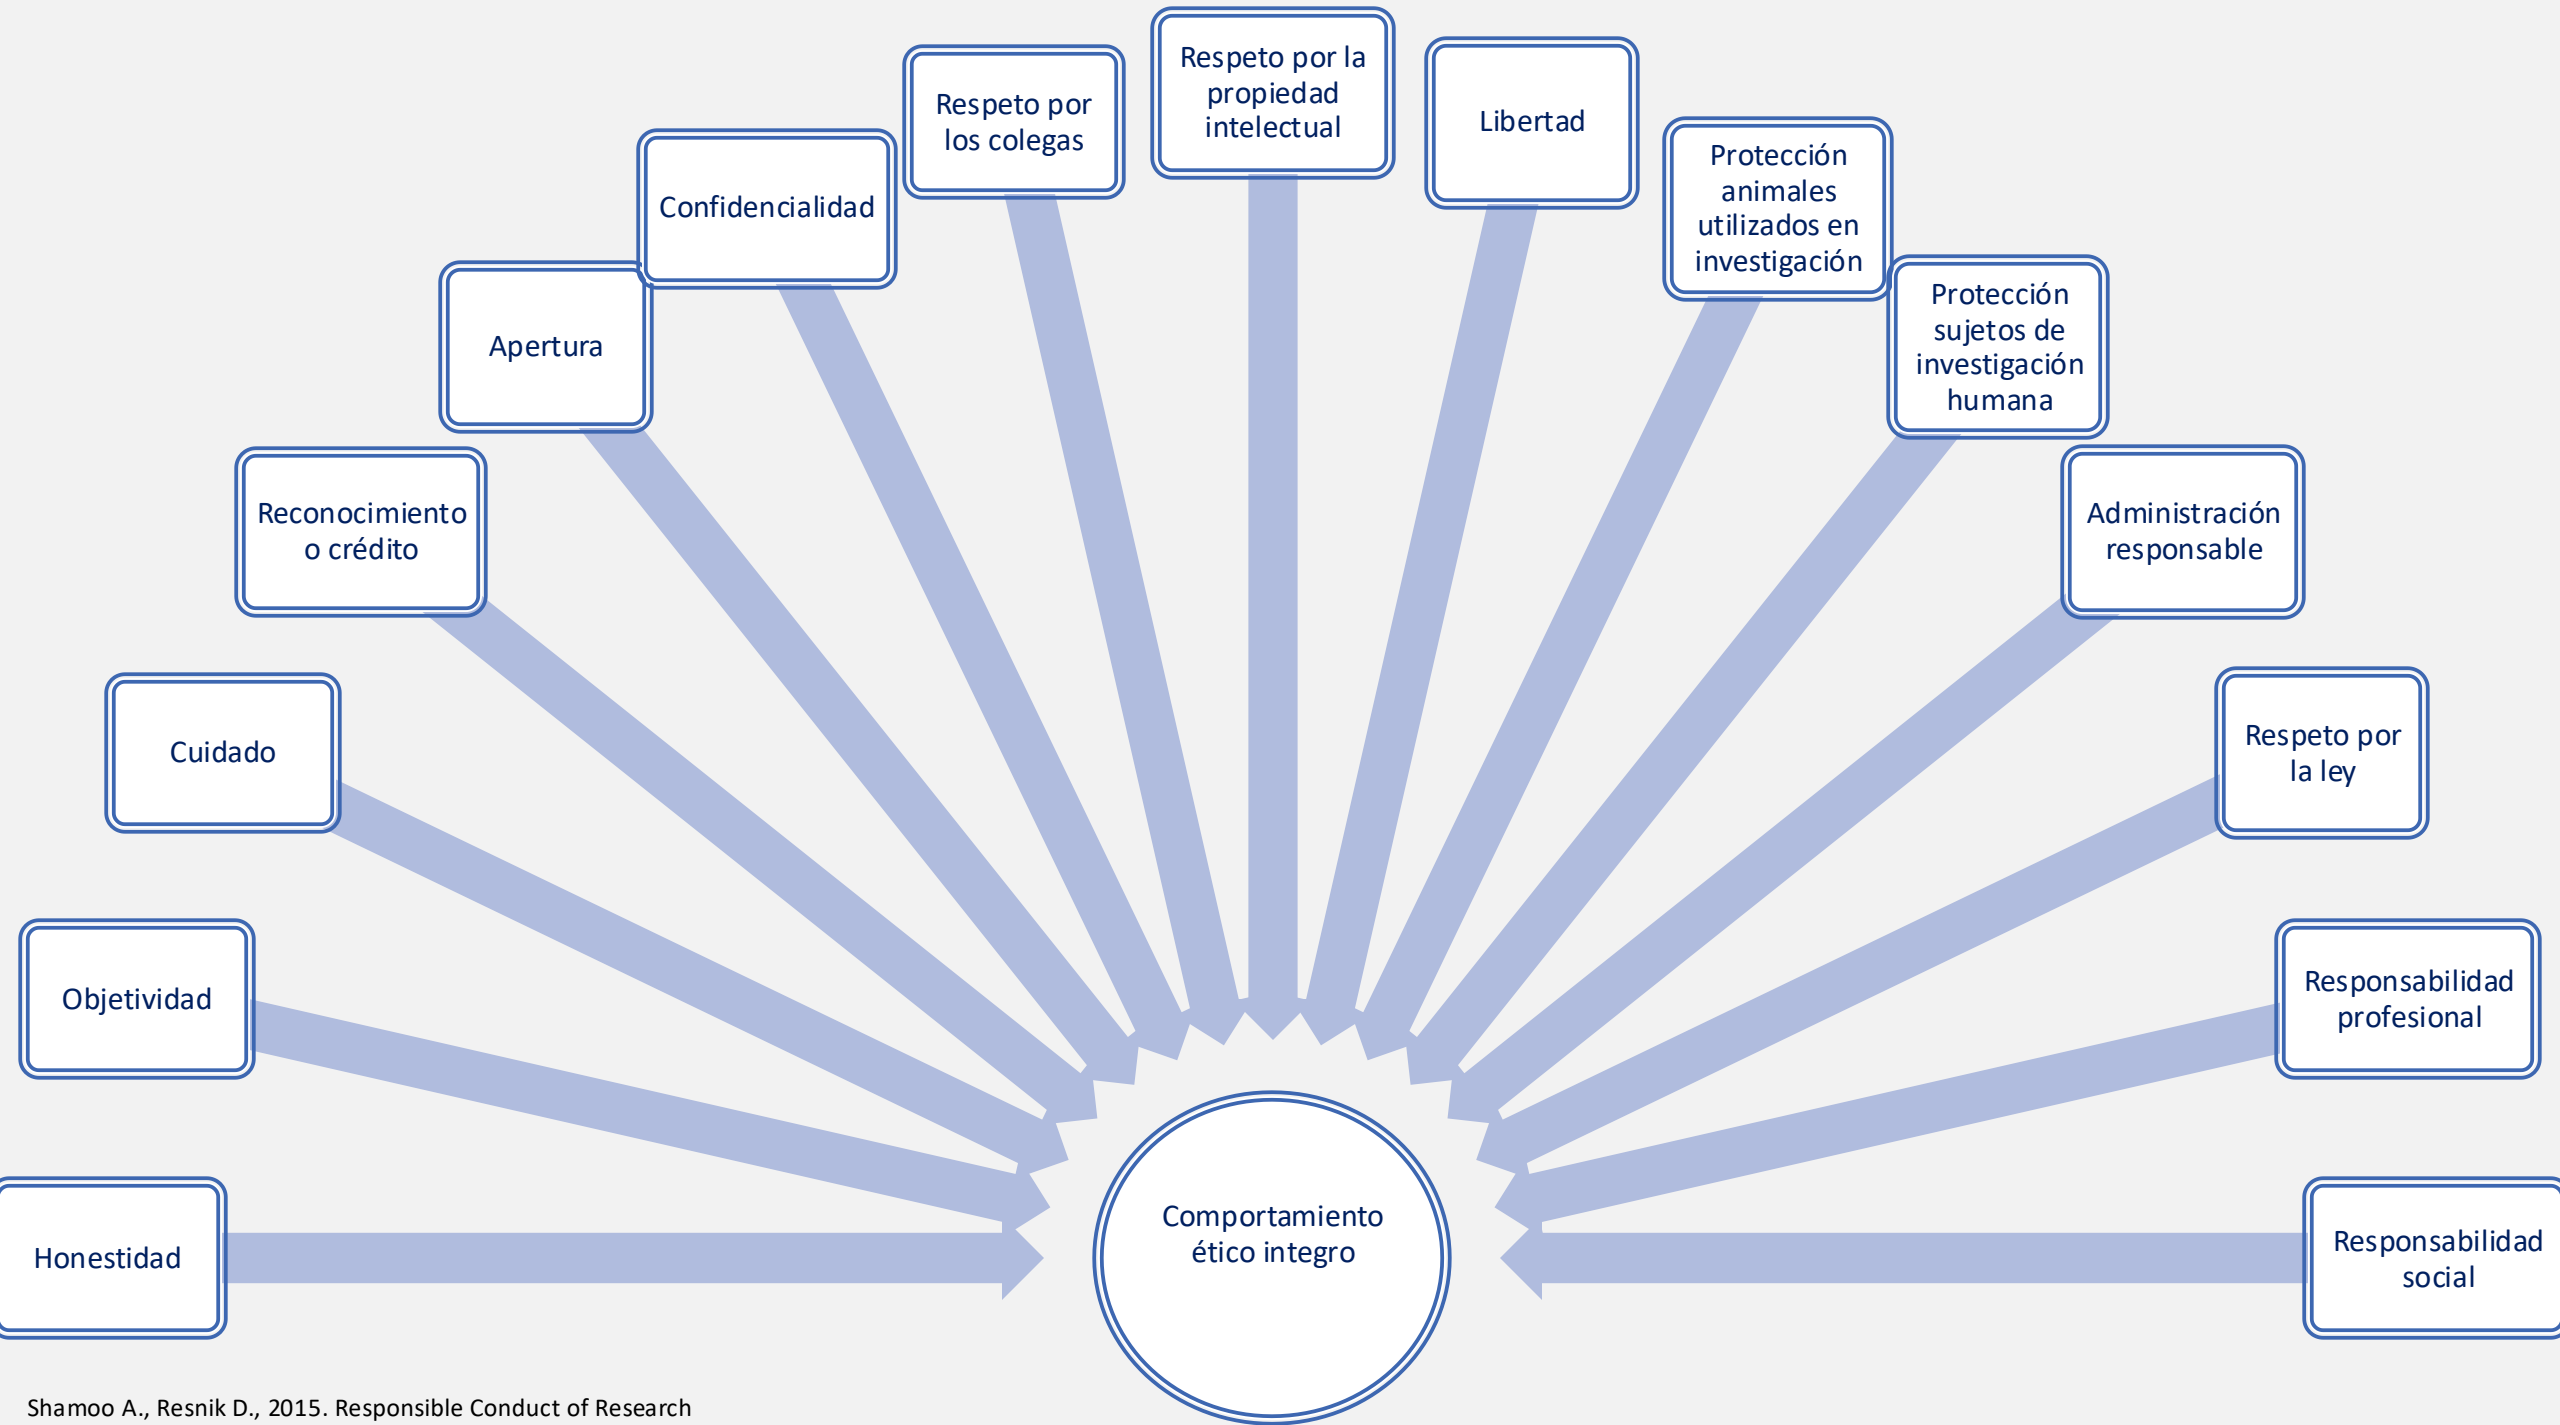 Honestidad
Objetividad
Cuidado
Reconocimiento
o crédito
Apertura
Confidencialidad
Respeto por
los colegas
Respeto por la
propiedad
intelectual
Libertad
Protección
animales
utilizados en
investigación
Protección
sujetos de
investigación
humana
Administración
responsable
Respeto por
la ley
Responsabilidad
profesional
Responsabilidad
social
Comportamiento
ético integro
Shamoo A., Resnik D., 2015. Responsible Conduct of Research